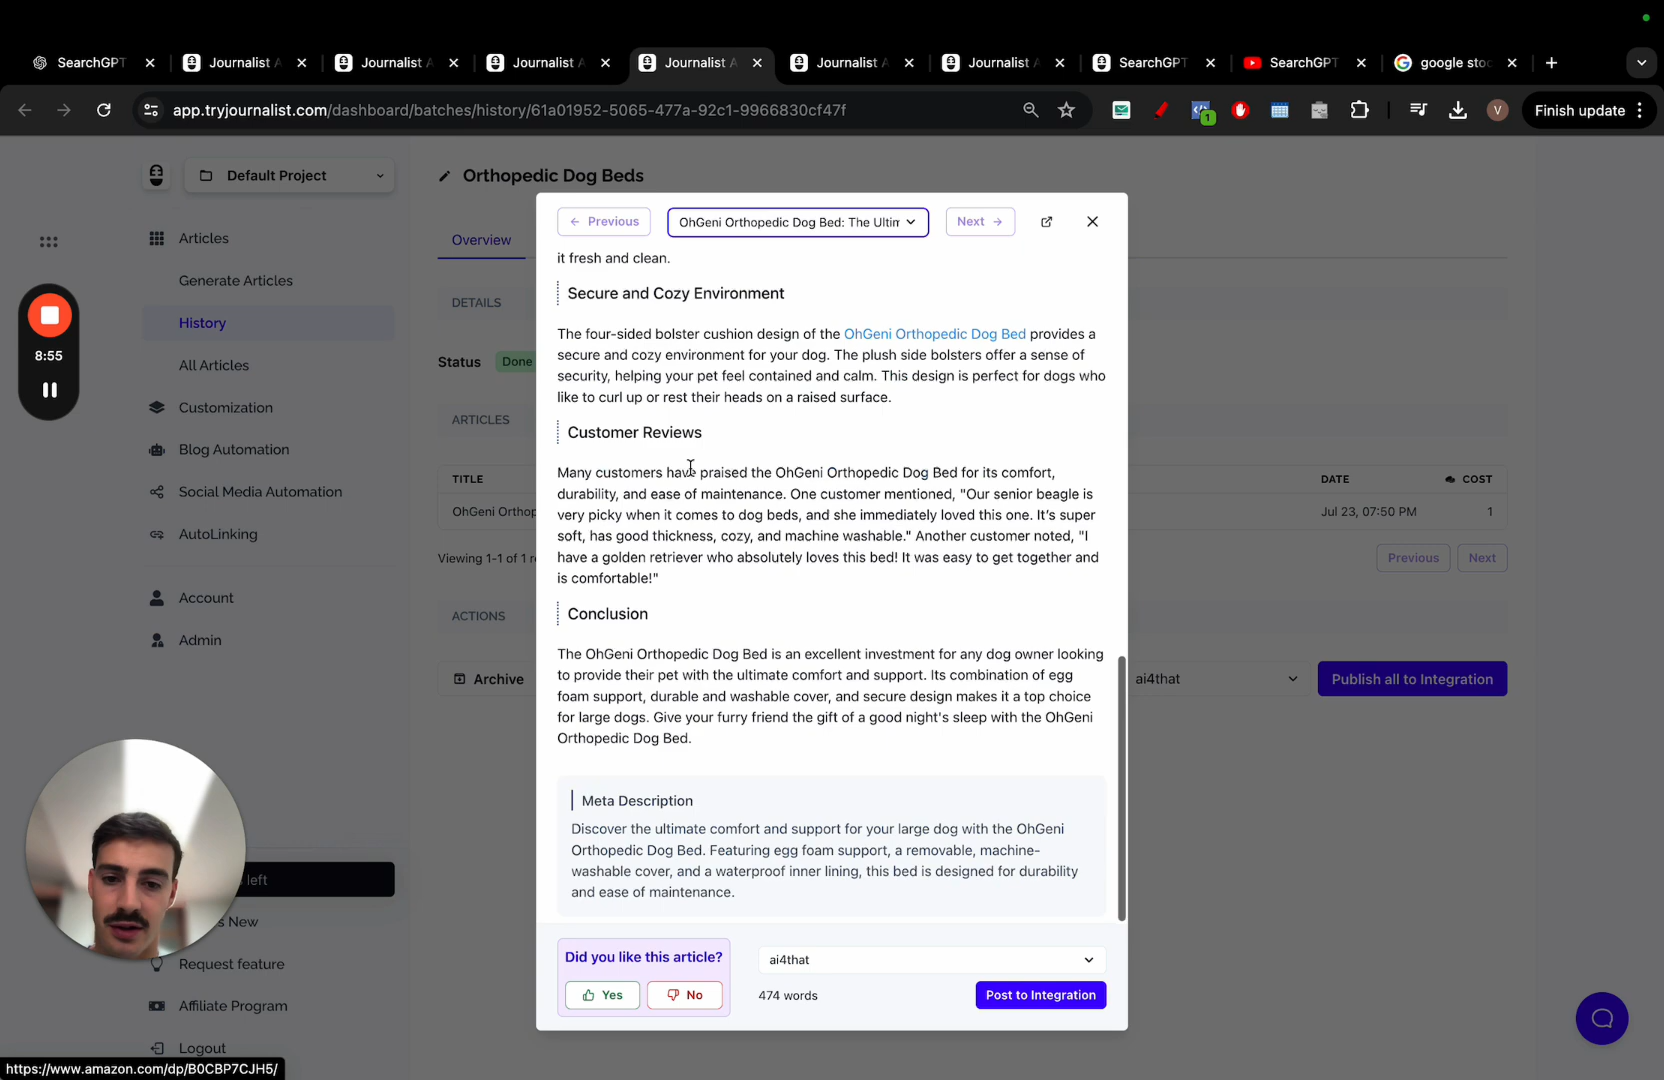 SearchGPT
Journalist A
Journalist A
Journalist A
Journalist A
Journalist A
Journalist A
SearchGPT
SearchGPT
google stoc
app.tryjournalist.com/dashboard/batches/history/61a01952-5065-477a-92c1-9966830cf47f
1
V
Finish update
Default Project
Orthopedic Dog Beds
Articles
Generate Articles
History
All Articles
Customization
Blog Automation
Social Media Automation
AutoLinking
Account
Admin
left
s New
Request feature
Affiliate Program
Logout
8:55
Overview
DETAILS
Status
Done
ARTICLES
TITLE
DATE
COST
OhGeni Orthop
Jul 23, 07:50 PM
1
Viewing 1-1 of 1 r
Previous
Next
ACTIONS
Archive
ai4that
Publish all to Integration
← Previous
OhGeni Orthopedic Dog Bed: The Ultim
Next →
it fresh and clean.
Secure and Cozy Environment
The four-sided bolster cushion design of the OhGeni Orthopedic Dog Bed provides a
secure and cozy environment for your dog. The plush side bolsters offer a sense of
security, helping your pet feel contained and calm. This design is perfect for dogs who
like to curl up or rest their heads on a raised surface.
Customer Reviews
Many customers have praised the OhGeni Orthopedic Dog Bed for its comfort,
durability, and ease of maintenance. One customer mentioned, "Our senior beagle is
very picky when it comes to dog beds, and she immediately loved this one. It's super
soft, has good thickness, cozy, and machine washable." Another customer noted, "I
have a golden retriever who absolutely loves this bed! It was easy to get together and
is comfortable!"
Conclusion
The OhGeni Orthopedic Dog Bed is an excellent investment for any dog owner looking
to provide their pet with the ultimate comfort and support. Its combination of egg
foam support, durable and washable cover, and secure design makes it a top choice
for large dogs. Give your furry friend the gift of a good night's sleep with the OhGeni
Orthopedic Dog Bed.
Meta Description
Discover the ultimate comfort and support for your large dog with the OhGeni
Orthopedic Dog Bed. Featuring egg foam support, a removable, machine-
washable cover, and a waterproof inner lining, this bed is designed for durability
and ease of maintenance.
Did you like this article?
Yes
No
ai4that
474 words
Post to Integration
https://www.amazon.com/dp/B0CBP7CJH5/